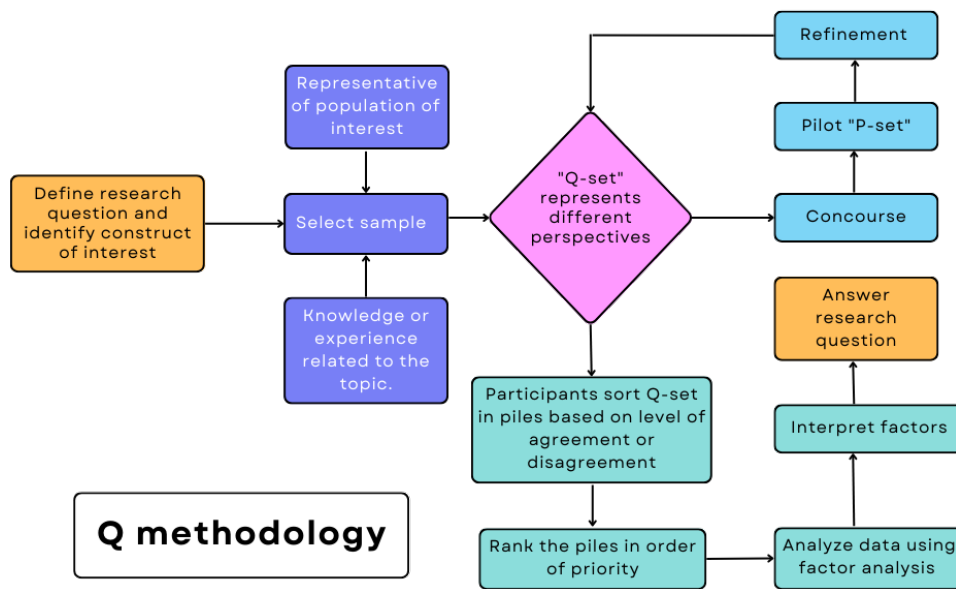 Define research
question and
identify construct
of interest
Representative
of population of
interest
Select sample
Knowledge or
experience
related to the
topic.
"Q-set"
represents
different
perspectives
Refinement
Pilot "P-set"
Concourse
Participants sort Q-set
in piles based on level of
agreement or
disagreement
Rank the piles in order
of priority
Analyze data using
factor analysis
Interpret factors
Answer
research
question
Q methodology